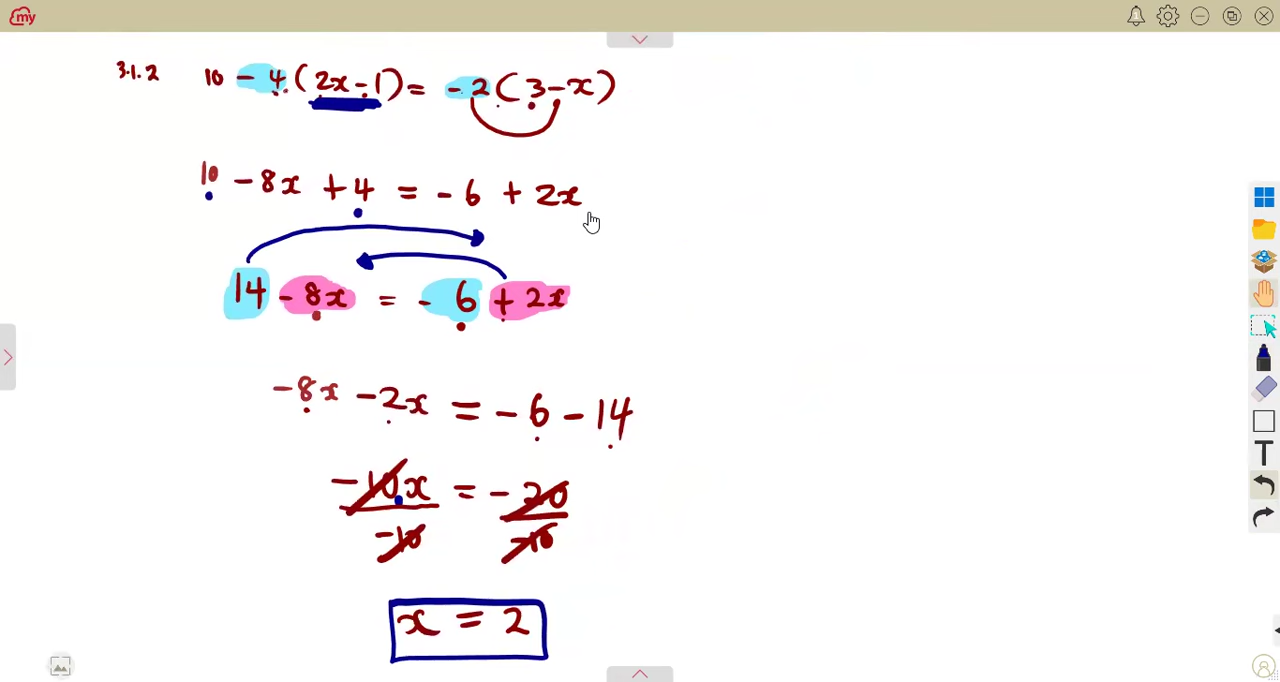 my
3.1.2 10 - 4 (2x - 1) = - 2 (3 - x)
10 - 8x + 4 = - 6 + 2x
14 - 8x = - 6 + 2x
- 8x - 2x = - 6 - 14
- 10x = - 20
- 10 - 10
x = 2
T